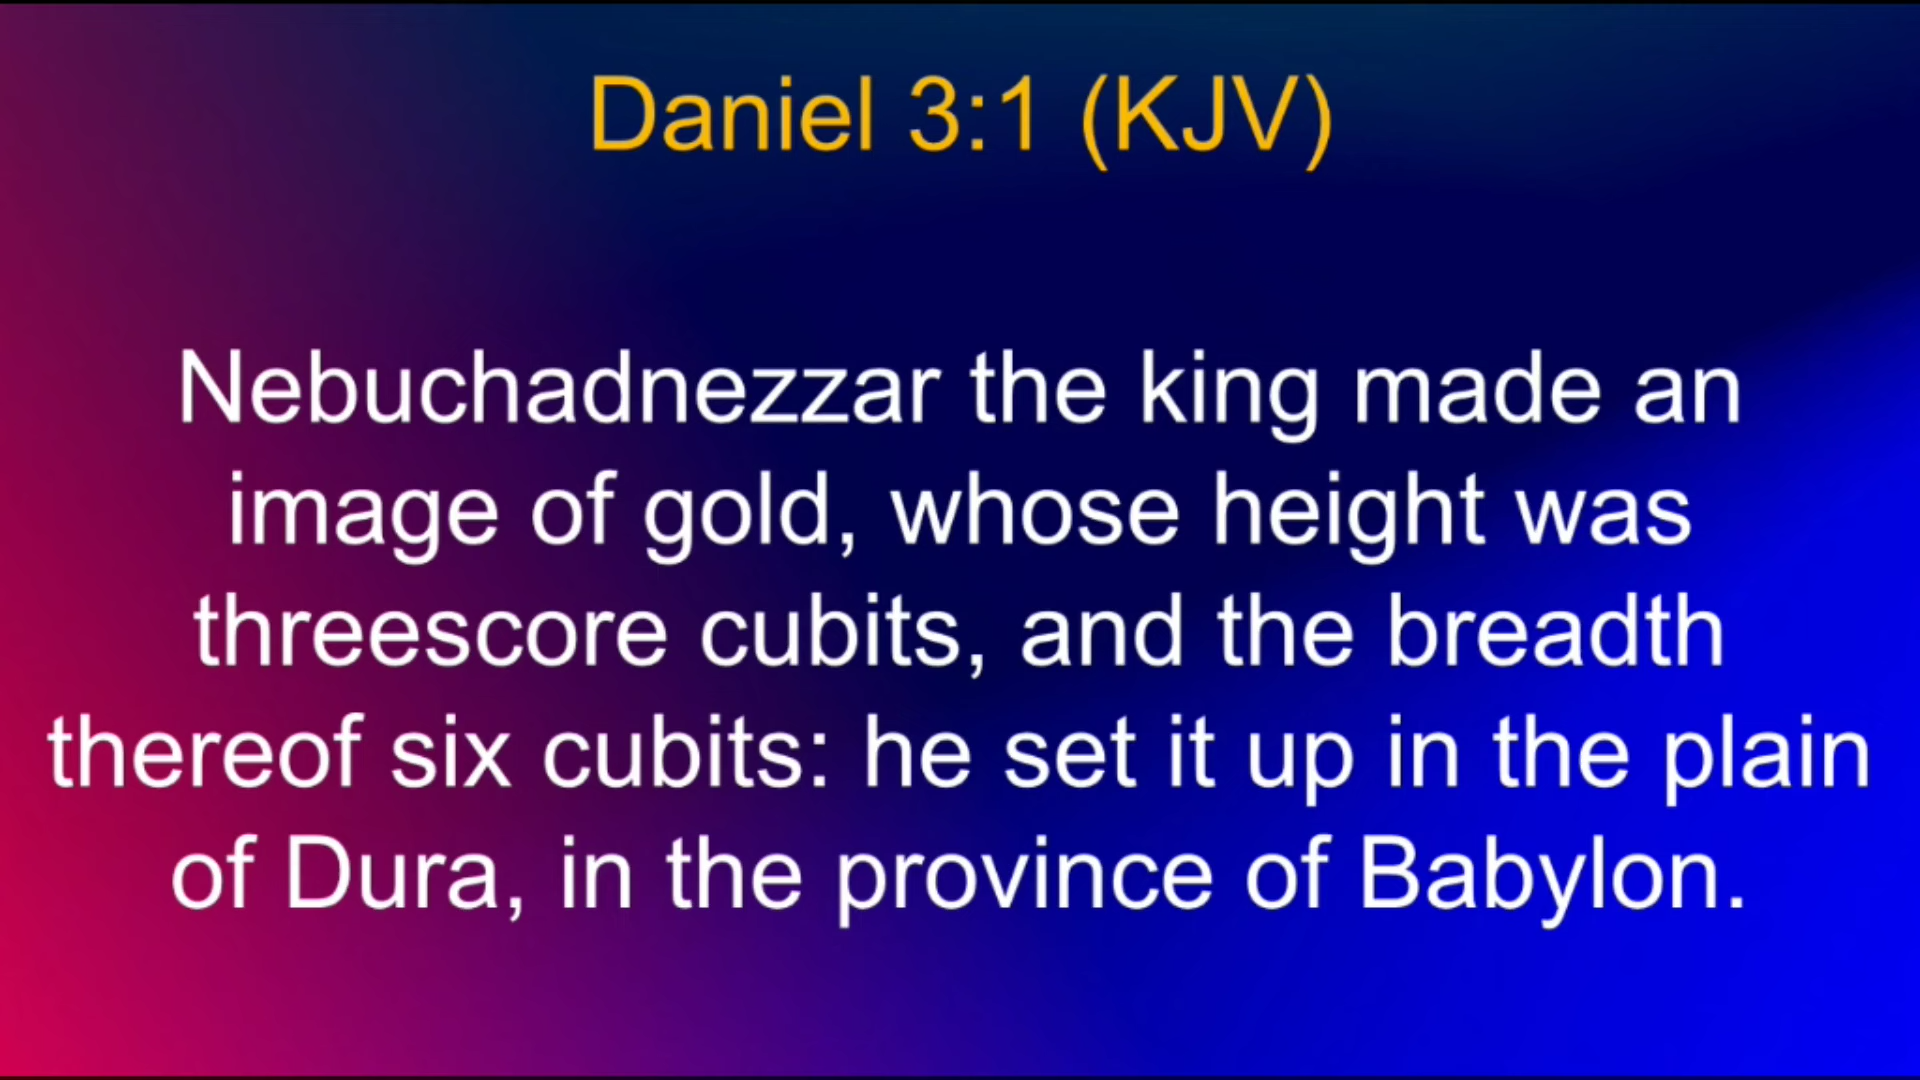 Daniel 3:1 (KJV)
Nebuchadnezzar the king made an
image of gold, whose height was
threescore cubits, and the breadth
thereof six cubits: he set it up in the plain
of Dura, in the province of Babylon.